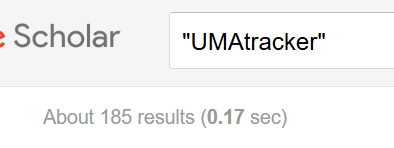 Scholar
"UMAtracker"
About 185 results (0.17 sec)